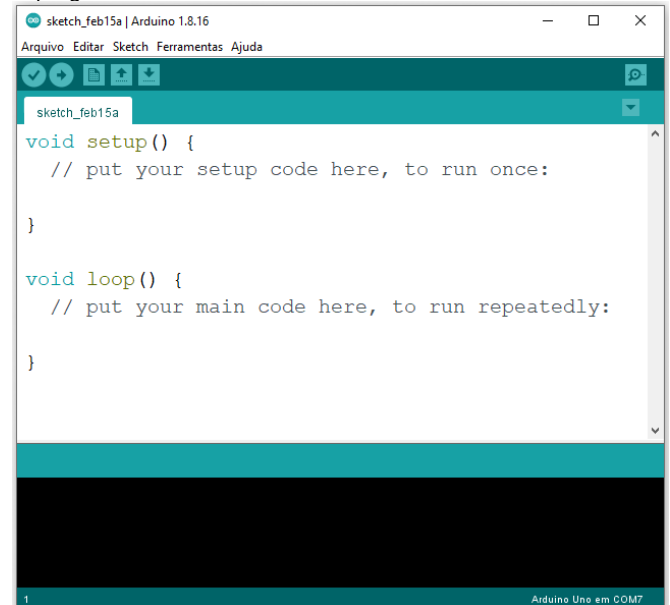 sketch_feb15a | Arduino 1.8.16
Arquivo Editar Sketch Ferramentas Ajuda
sketch_feb15a
void setup() {
// put your setup code here, to run once:
}
void loop() {
// put your main code here, to run repeatedly:
}
1 Arduino Uno em COM7